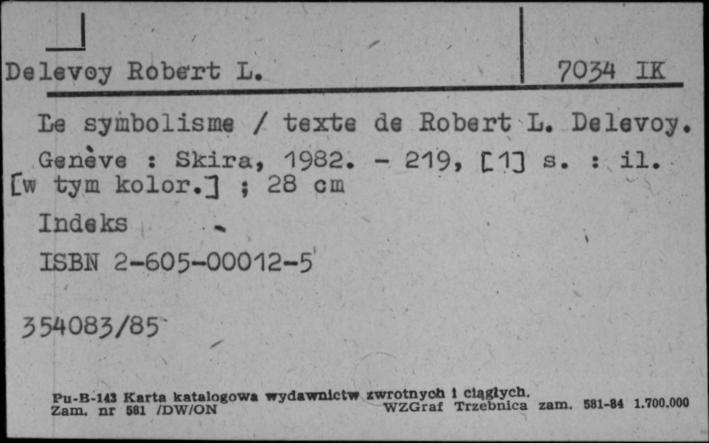 Delevoy Robert L. 7034 IK
Le symbolisme / texte de Robert L. Delevoy.
Genève : Skira, 1982. - 219, [1] s. : il.
[w tym kolor.] ; 28 cm
Indeks
ISBN 2-605-00012-5
354083/85
Pu-B-143 Karta katalogowa wydawnictw zwrotnych i ciągłych.
Zam. nr 581 /DW/ON WZGraf Trzebnica zam. 581-84 1.700.000